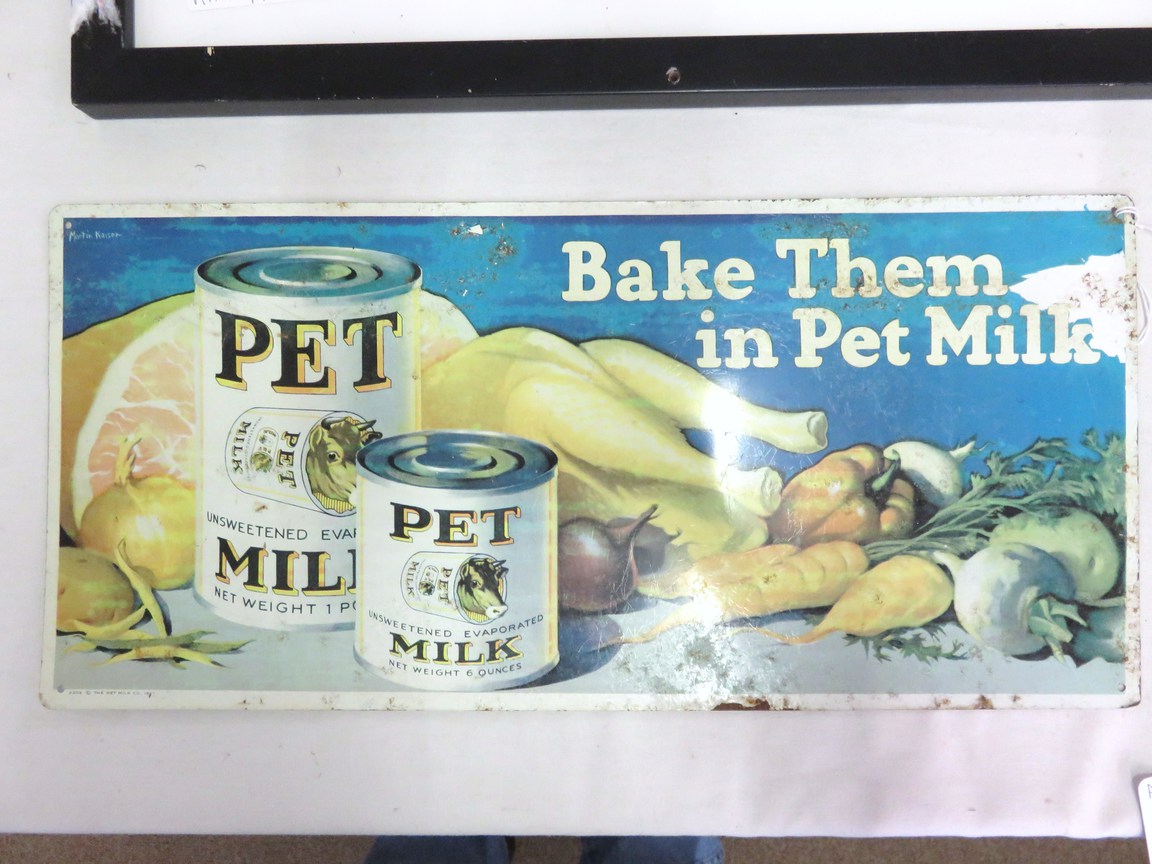 Bake Them
in Pet Milk
PET
MILK
PET
UNSWEETENED EVAP
MILK
NET WEIGHT 1 PO
PET
MILK
PET
UNSWEETENED EVAPORATED
MILK
NET WEIGHT 6 OUNCES